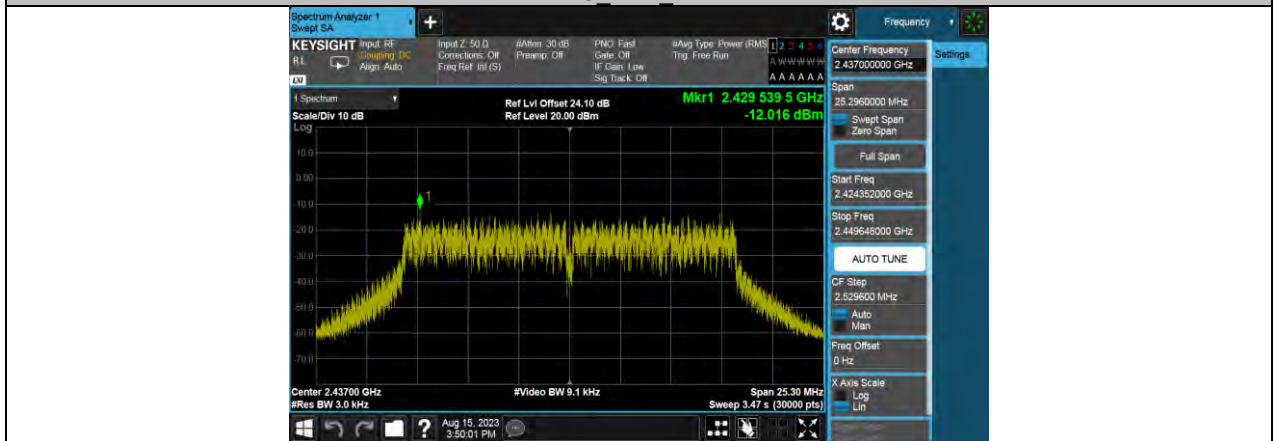 Spectrum Analyzer 1
Swept SA
+
Frequency
KEYSIGHT
Input: RF
R L
Coupling: DC
Align: Auto
LXI
Input Z: 50 Ω
Corrections: Off
Freq Ref: Int (S)
#Atten: 30 dB
Preamp: Off
PNO: Fast
Gate: Off
IF Gain: Low
Sig Track: Off
#Avg Type: Power (RMS
Trig: Free Run
1 2 3 4 5 6
A W W W W W
A A A A A A
Center Frequency
2.437000000 GHz
Settings
1 Spectrum
Scale/Div 10 dB
Log
Ref Lvl Offset 24.10 dB
Ref Level 20.00 dBm
Mkr1 2.429 539 5 GHz
-12.016 dBm
Span
25.2960000 MHz
Swept Span
Zero Span
Full Span
Start Freq
2.424352000 GHz
Stop Freq
2.449648000 GHz
AUTO TUNE
CF Step
2.529600 MHz
Auto
Man
Freq Offset
0 Hz
X Axis Scale
Log
Lin
10.0
0.00
-10.0
1
-20.0
-30.0
-40.0
-50.0
-60.0
-70.0
Center 2.43700 GHz
#Video BW 9.1 kHz
Span 25.30 MHz
#Res BW 3.0 kHz
Sweep 3.47 s (30000 pts)
?
Aug 15, 2023
3:50:01 PM